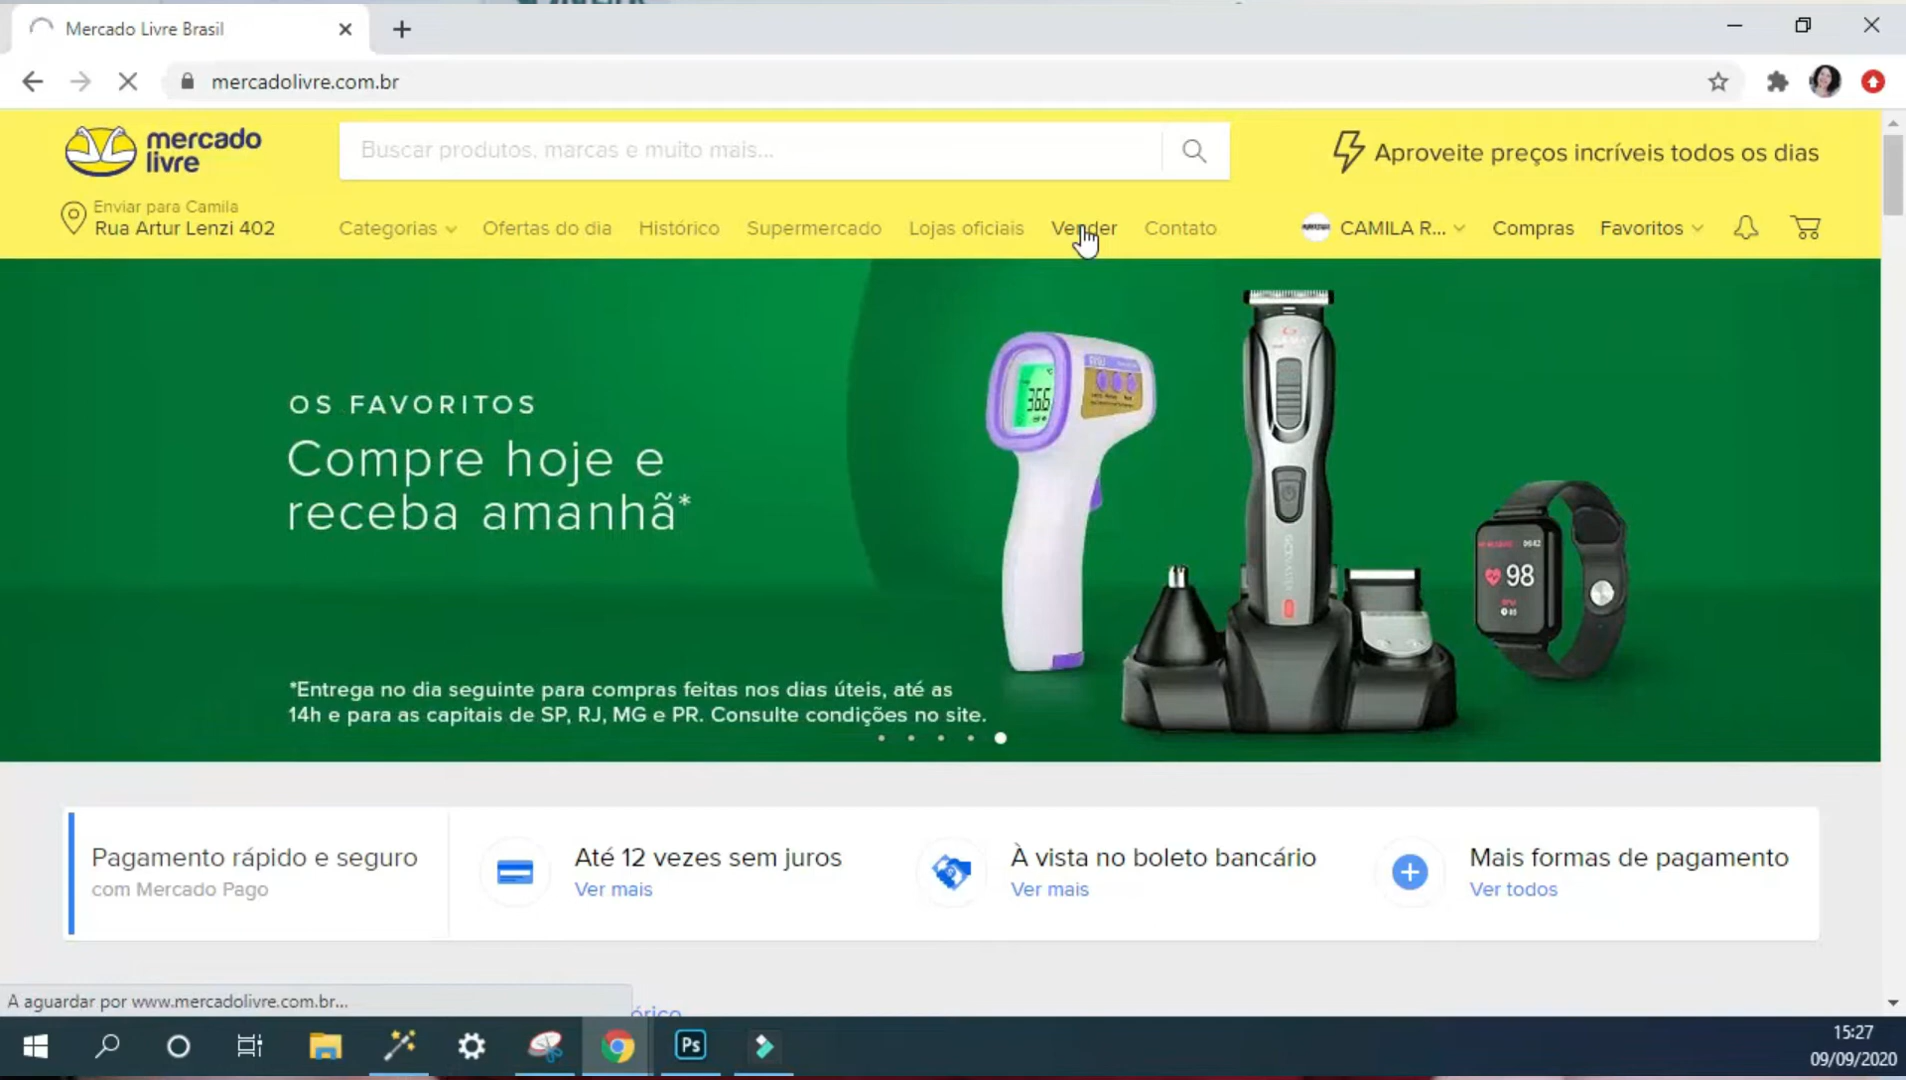 Mercado Livre Brasil
mercadolivre.com.br
mercado
livre
Buscar produtos, marcas e muito mais...
Aproveite preços incríveis todos os dias
Enviar para Camila
Rua Artur Lenzi 402
Categorias
Ofertas do dia
Histórico
Supermercado
Lojas oficiais
Vender
Contato
CAMILA R...
Compras
Favoritos
OS FAVORITOS
Compre hoje e
receba amanhã*
36.6
98
*Entrega no dia seguinte para compras feitas nos dias úteis, até as
14h e para as capitais de SP, RJ, MG e PR. Consulte condições no site.
Pagamento rápido e seguro
com Mercado Pago
Até 12 vezes sem juros
Ver mais
À vista no boleto bancário
Ver mais
Mais formas de pagamento
Ver todos
A aguardar por www.mercadolivre.com.br...
Ps
15:27
09/09/2020